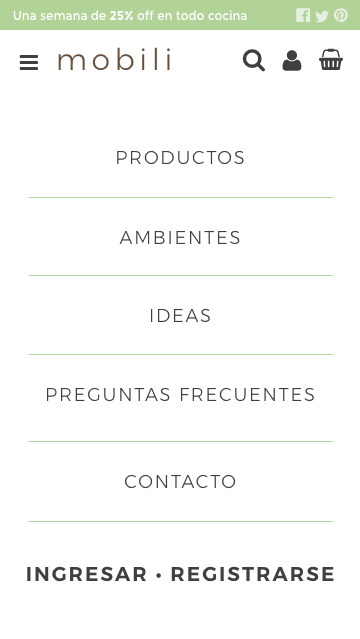 Una semana de 25% off en todo cocina
mobili
PRODUCTOS
AMBIENTES
IDEAS
PREGUNTAS FRECUENTES
CONTACTO
INGRESAR • REGISTRARSE